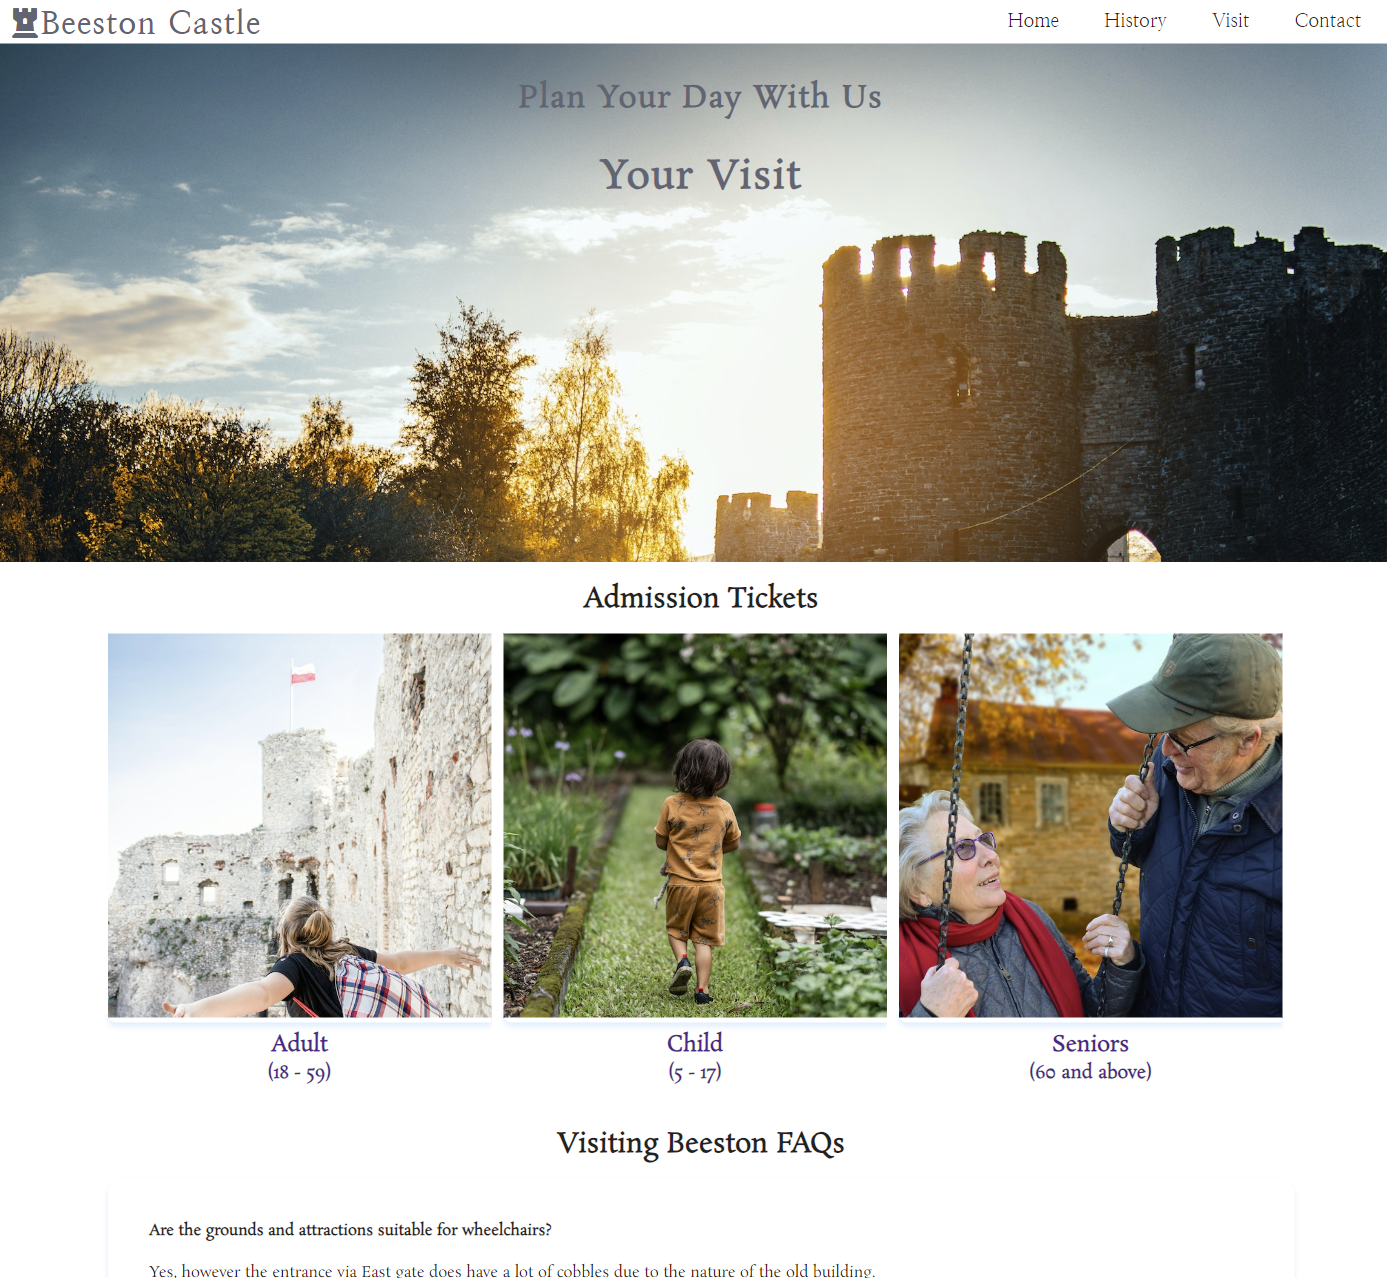 Beeston Castle
Home History Visit Contact
Plan Your Day With Us
Your Visit
Admission Tickets
Adult
(18 - 59)
Child
(5 - 17)
Seniors
(60 and above)
Visiting Beeston FAQs
Are the grounds and attractions suitable for wheelchairs?
Yes, however the entrance via East gate does have a lot of cobbles due to the nature of the old building.